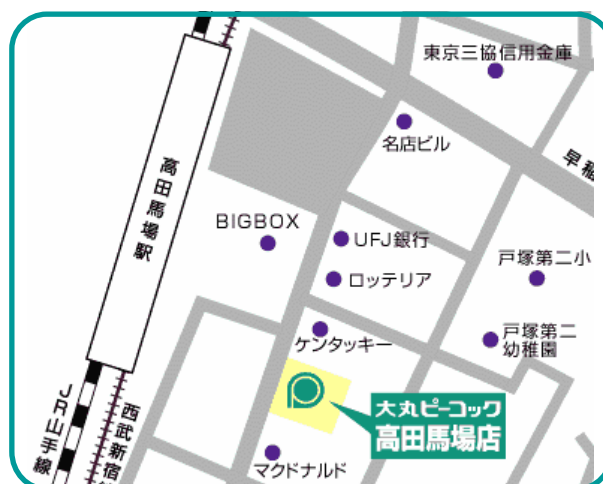 東京三協信用金庫
名店ビル
早稲
高田馬場駅
BIGBOX
UFJ銀行
ロッテリア
戸塚第二小
戸塚第二
幼稚園
ケンタッキー
大丸ピーコック
高田馬場店
マクドナルド
JR山手線
西武新宿